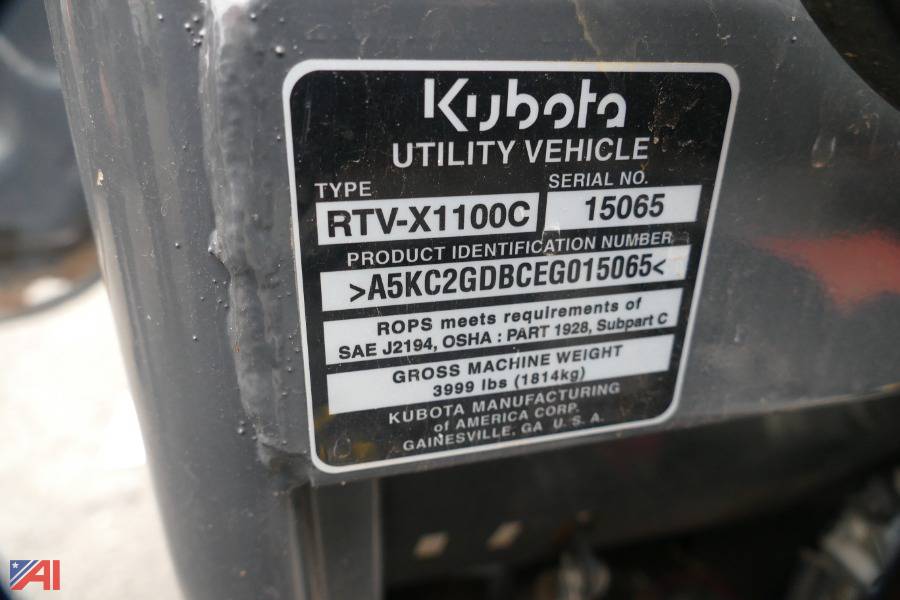 Kubota
UTILITY VEHICLE
TYPE SERIAL NO.
RTV-X1100C 15065
PRODUCT IDENTIFICATION NUMBER
>A5KC2GDBCEG015065<
ROPS meets requirements of
SAE J2194, OSHA : PART 1928, Subpart C
GROSS MACHINE WEIGHT
3999 lbs (1814kg)
KUBOTA MANUFACTURING
of AMERICA CORP.
GAINESVILLE, GA U. S. A.
AI